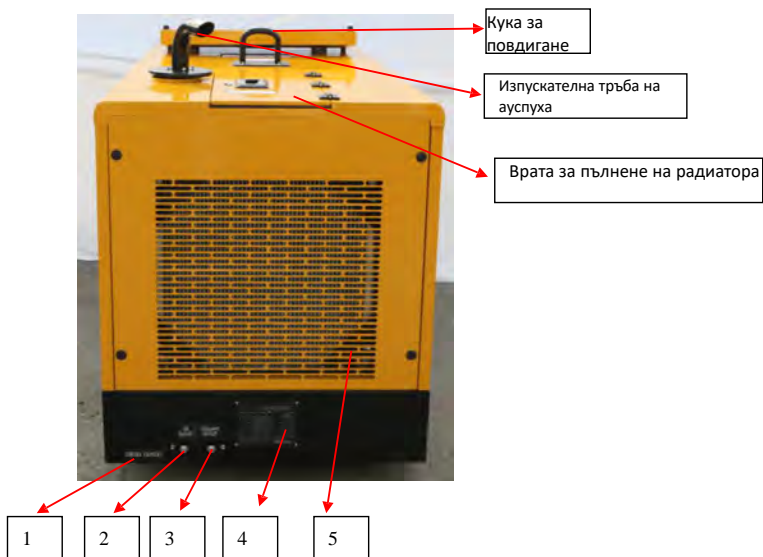 Кука за
повдигане
Изпускателна тръба на
ауспуха
Врата за пълнене на радиатора
1
2
3
4
5